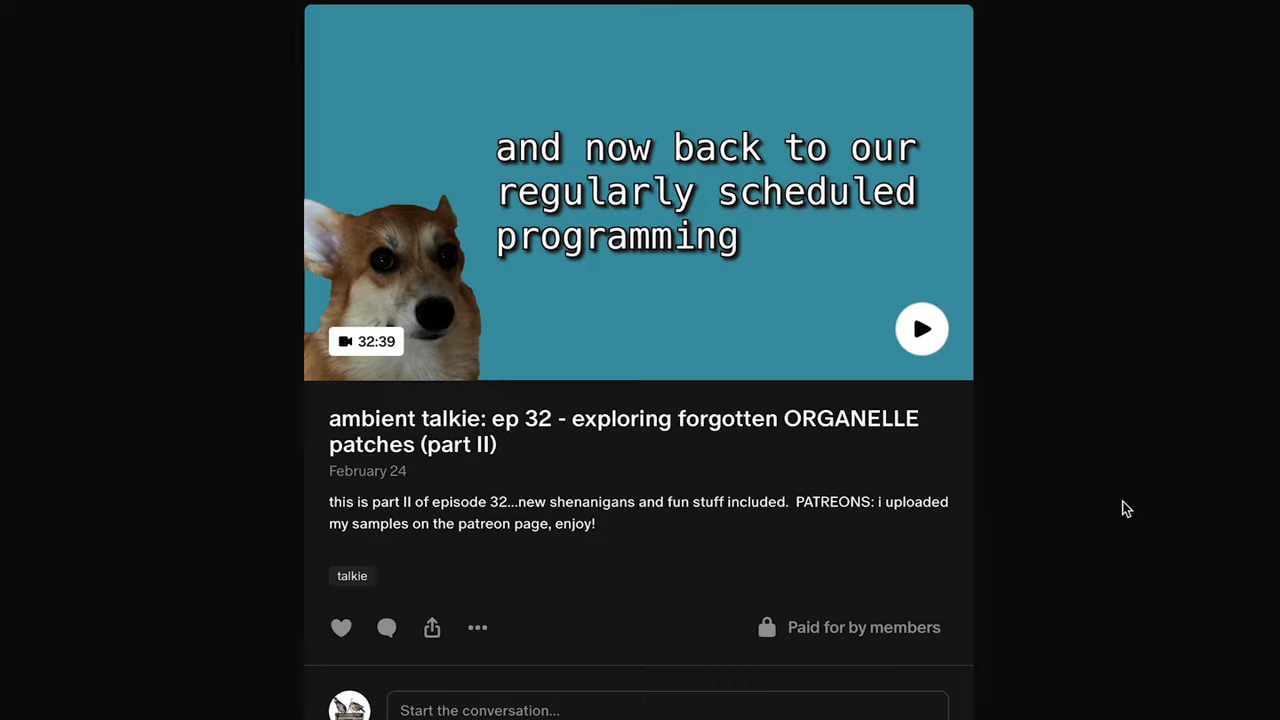 and now back to our
regularly scheduled
programming
32:39
ambient talkie: ep 32 - exploring forgotten ORGANELLE
patches (part II)
February 24
this is part II of episode 32...new shenanigans and fun stuff included.  PATREONS: i uploaded
my samples on the patreon page, enjoy!
talkie
Paid for by members
Start the conversation...